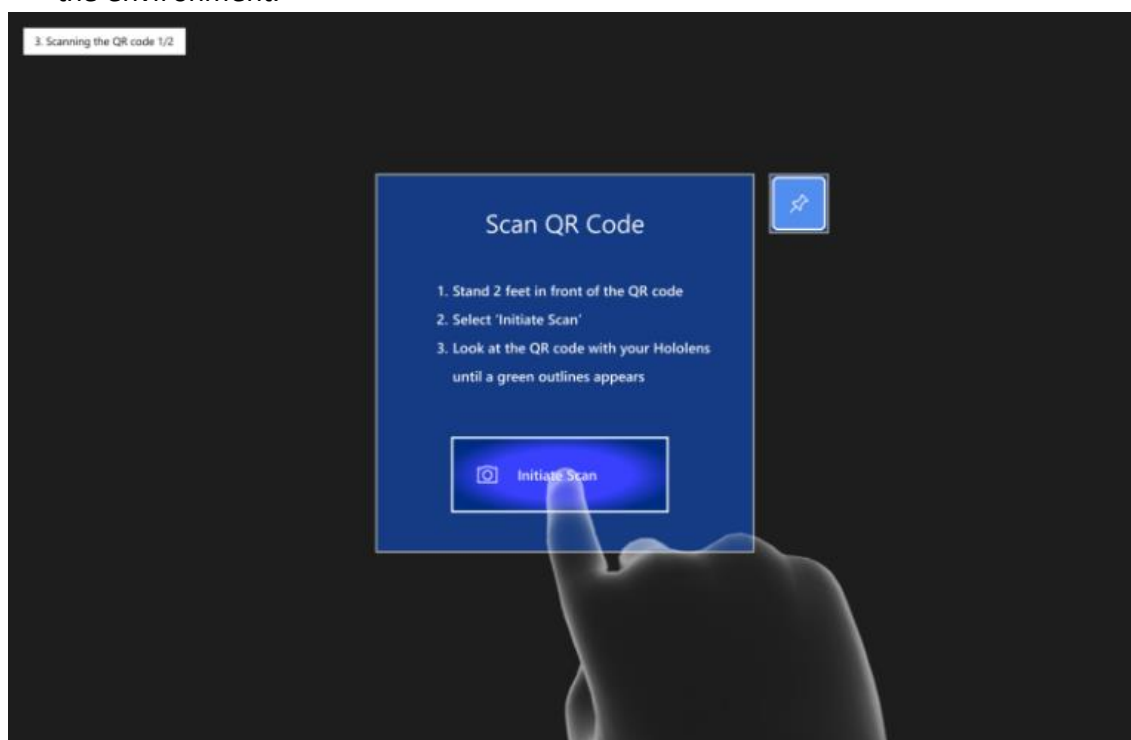 the environment.
3. Scanning the QR code 1/2
Scan QR Code
1. Stand 2 feet in front of the QR code
2. Select 'Initiate Scan'
3. Look at the QR code with your Hololens
until a green outlines appears
Initiate Scan